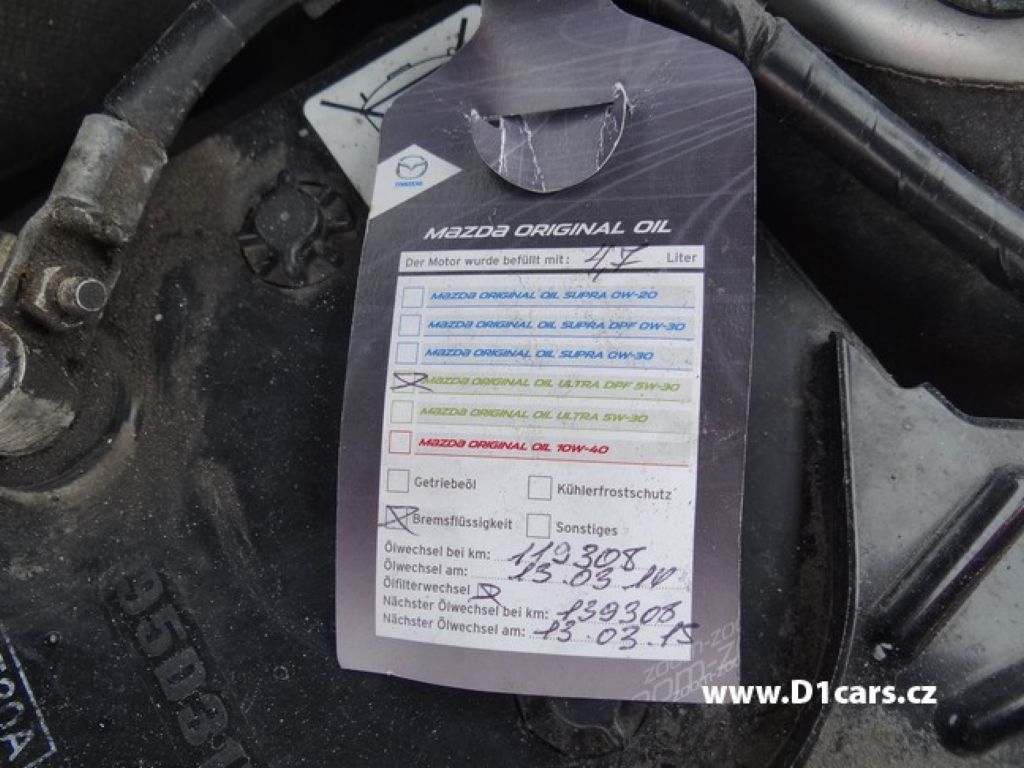 mazDa
mazDa ORIGINAL OIL
Der Motor wurde befüllt mit: 4,7 Liter
mazDa ORIGINAL OIL SUPRA 0W-20
mazDa ORIGINAL OIL SUPRA DPF 0W-30
mazDa ORIGINAL OIL SUPRA 0W-30
mazDa ORIGINAL OIL ULTRA DPF 5W-30
mazDa ORIGINAL OIL ULTRA 5W-30
mazDa ORIGINAL OIL 10W-40
Getriebeöl Kühlerfrostschutz
Bremsflüssigkeit Sonstiges
Ölwechsel bei km: 119308
Ölwechsel am: 13.03.14
Ölfilterwechsel
Nächster Ölwechsel bei km: 139308
Nächster Ölwechsel am: 13.03.15
zoom-zoom
95D31
www.D1cars.cz